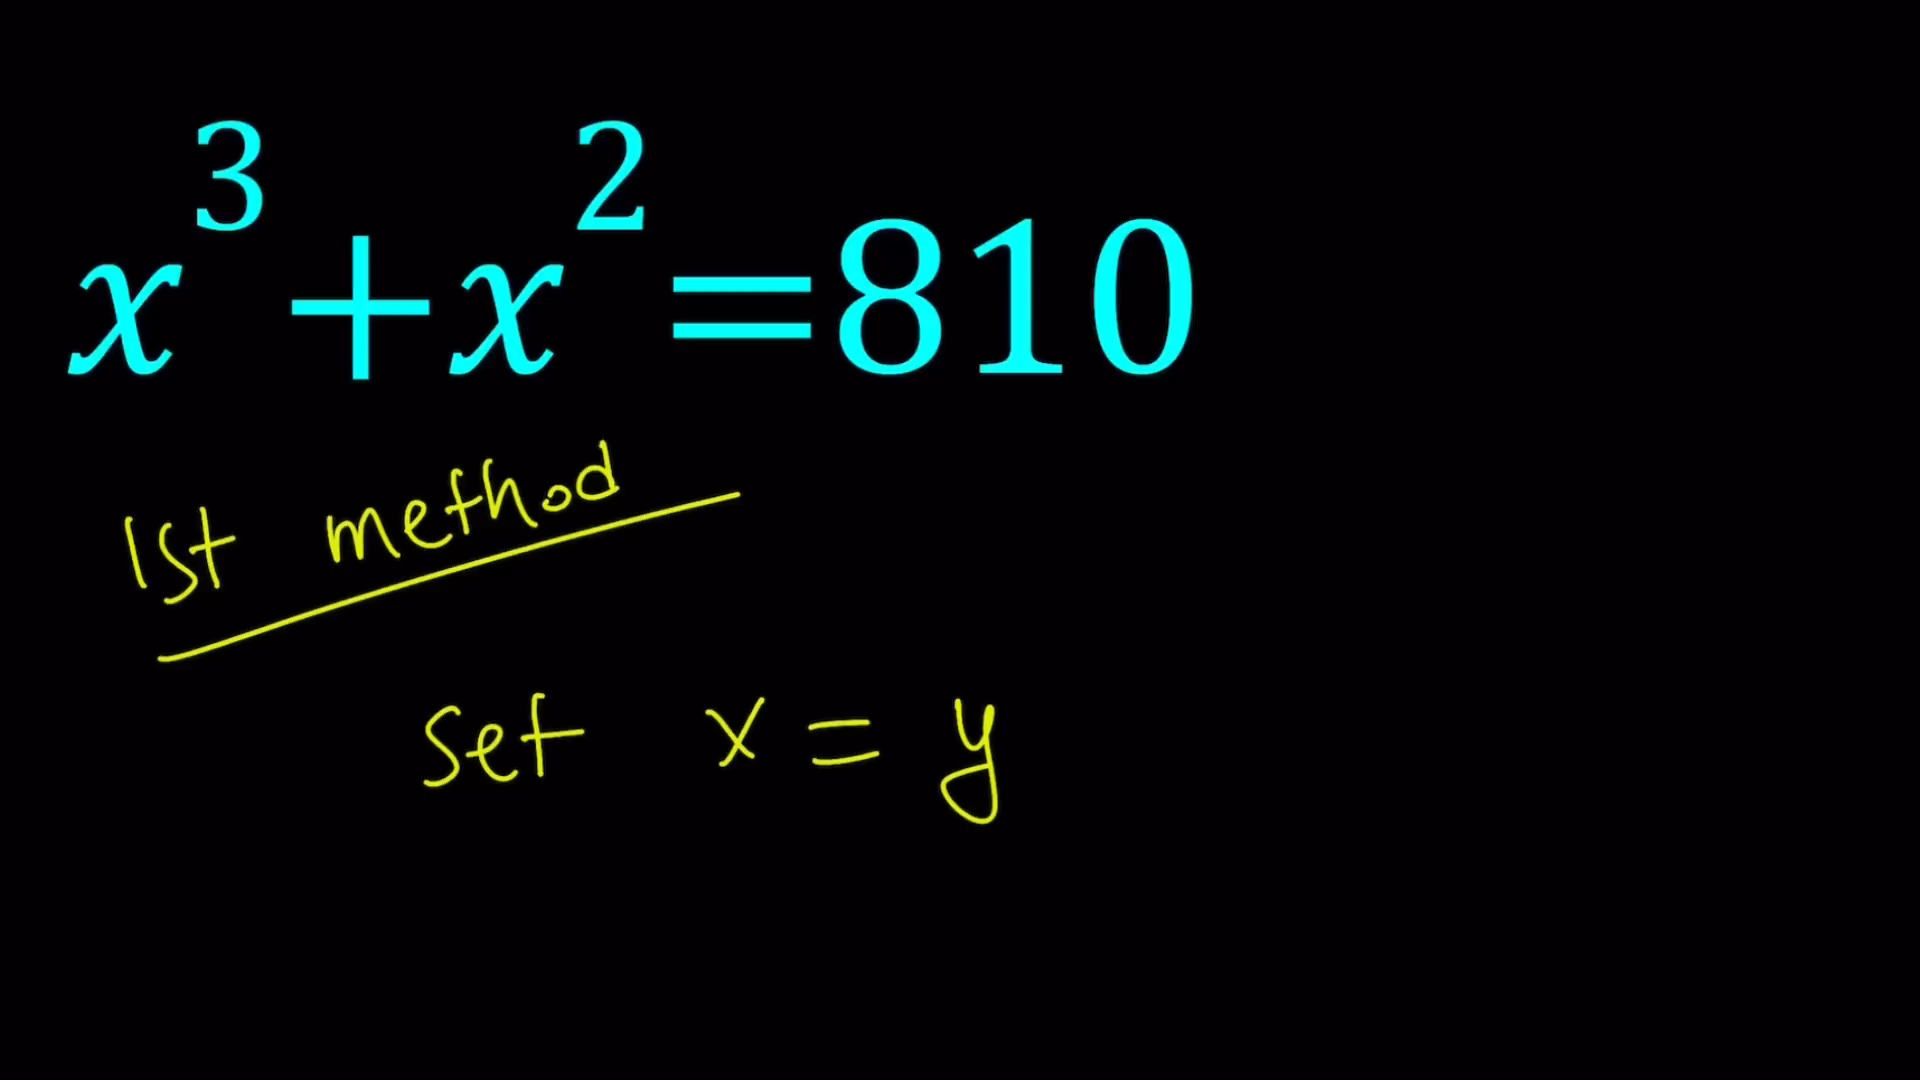 x³+x²=810
1st method
set x = y